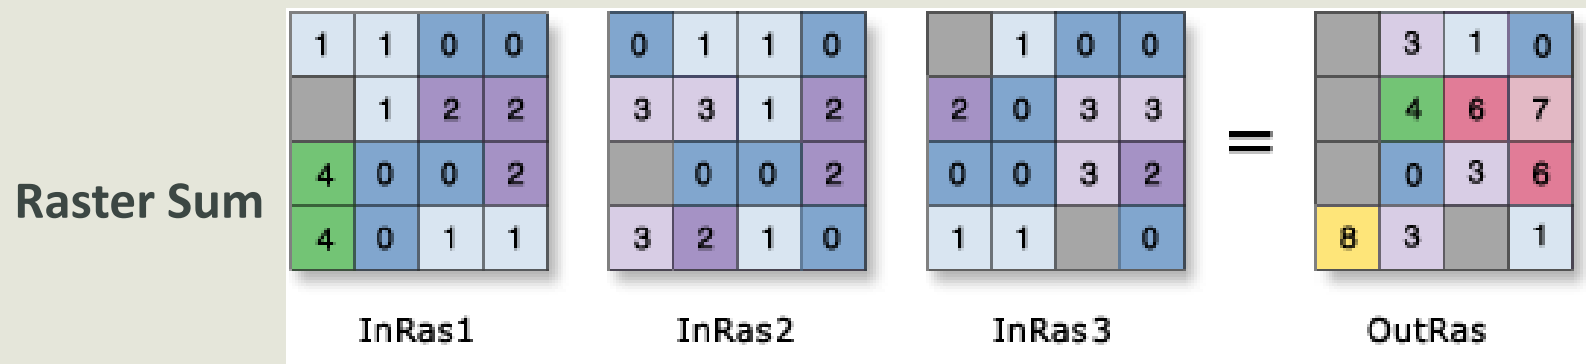 Raster Sum
1 1 0 0
1 2 2
4 0 0 2
4 0 1 1
InRas1
0 1 1 0
3 3 1 2
0 0 2
3 2 1 0
InRas2
1 0 0
2 0 3 3
0 0 3 2
1 1 0
InRas3
=
3 1 0
4 6 7
0 3 6
8 3 1
OutRas